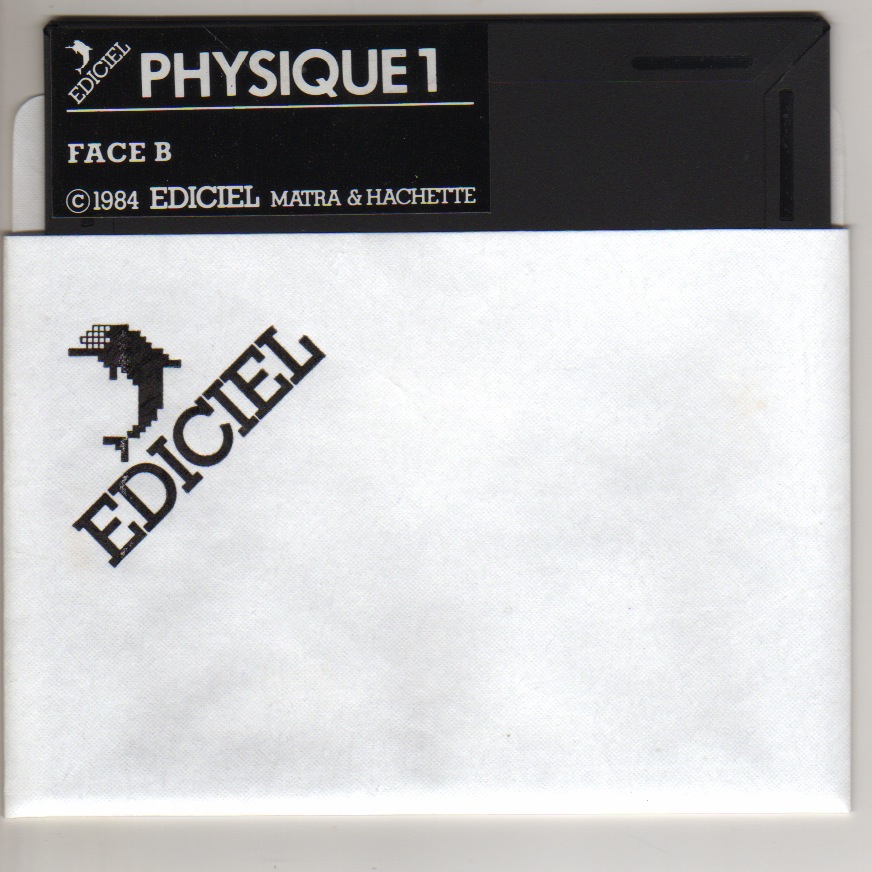 EDICIEL
PHYSIQUE 1
FACE B
© 1984 EDICIEL MATRA & HACHETTE
EDICIEL